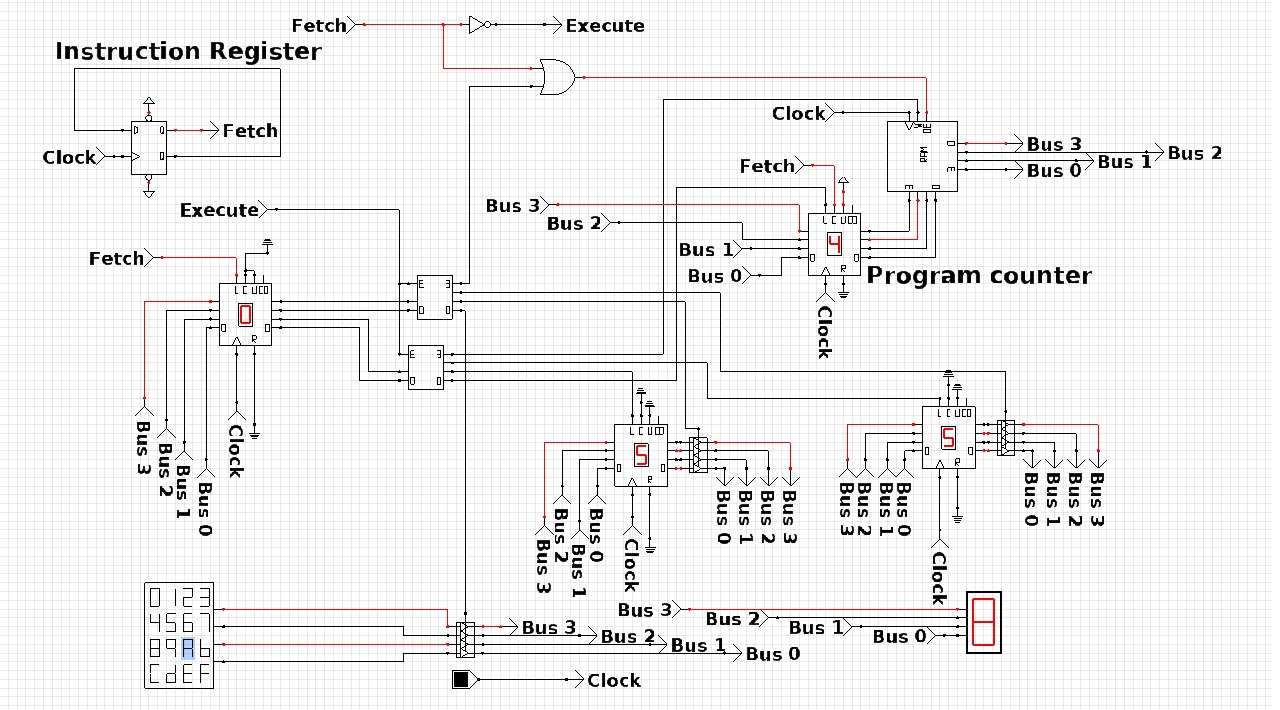 Fetch
Execute
Instruction Register
Clock
Fetch
Clock
RAM
Bus 3
Bus 2
Bus 1
Bus 0
Fetch
Bus 3
Bus 2
Bus 1
Bus 0
4
Program counter
Clock
Execute
Fetch
0
Bus 3
Bus 2
Bus 1
Bus 0
Clock
5
Bus 3
Bus 2
Bus 1
Bus 0
Clock
Bus 0
Bus 1
Bus 2
Bus 3
5
Bus 3
Bus 2
Bus 1
Bus 0
Clock
Bus 0
Bus 1
Bus 2
Bus 3
0 1 2 3
4 5 6 7
8 9 A b
C d E F
Bus 3
Bus 2
Bus 1
Bus 0
Clock
Bus 3
Bus 2
Bus 1
Bus 0
8